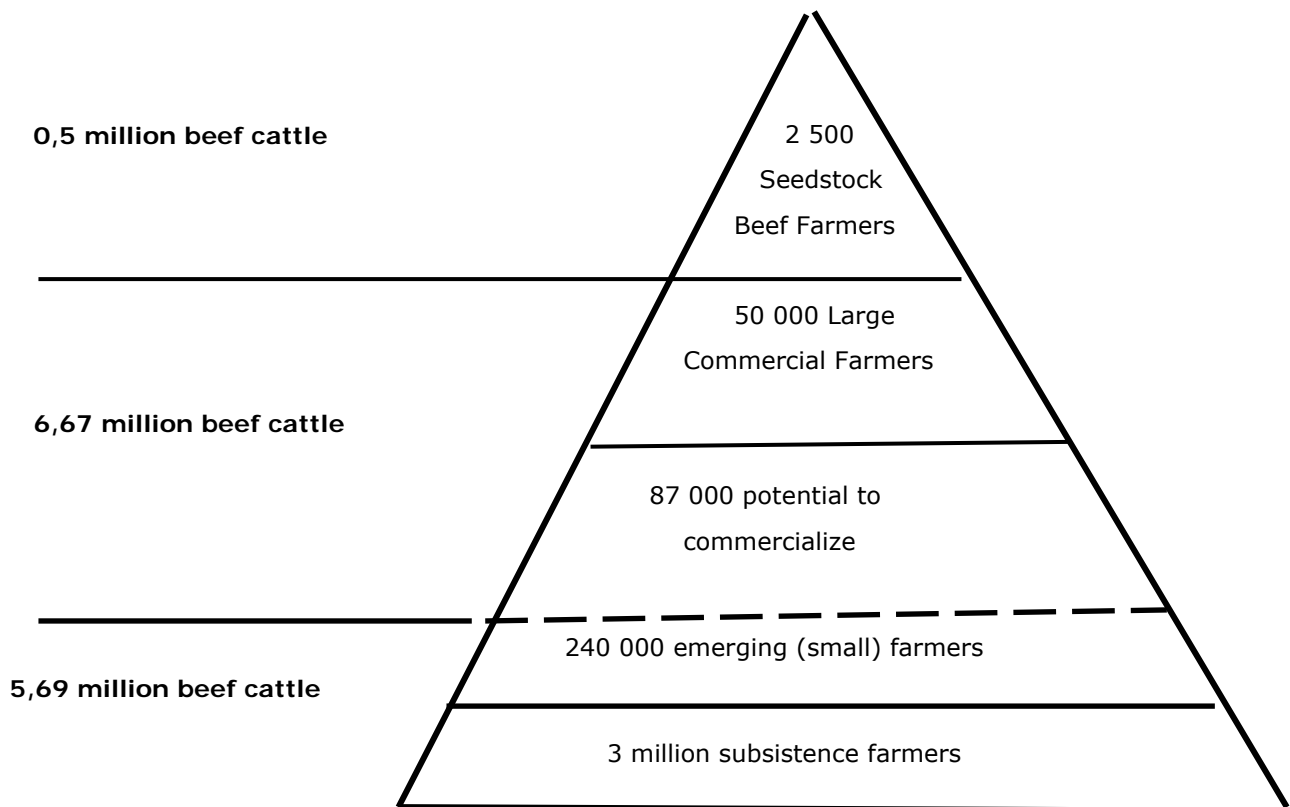 0,5 million beef cattle
2 500
Seedstock
Beef Farmers
50 000 Large
Commercial Farmers
6,67 million beef cattle
87 000 potential to
commercialize
240 000 emerging (small) farmers
5,69 million beef cattle
3 million subsistence farmers